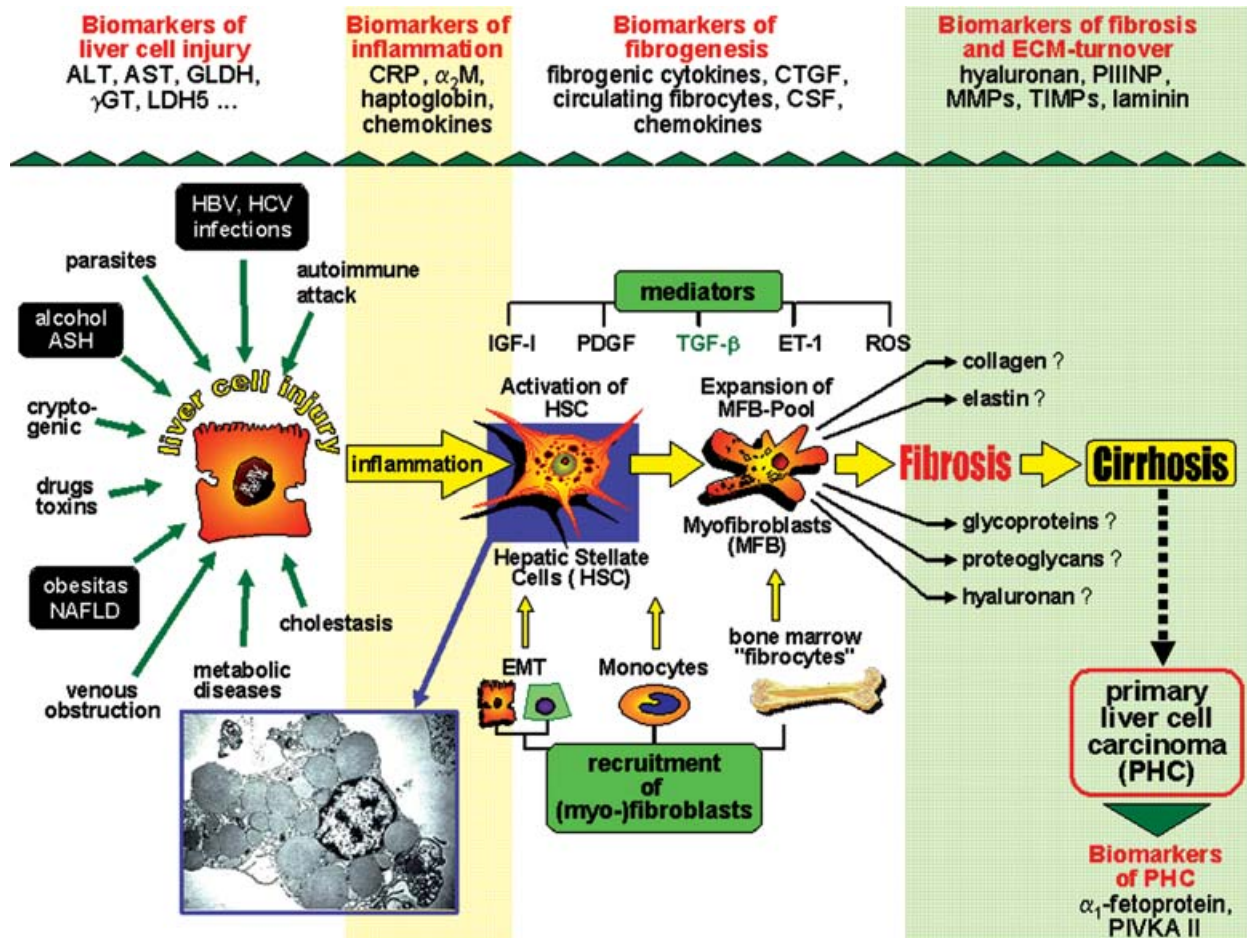 Biomarkers of
liver cell injury
ALT, AST, GLDH,
γGT, LDH5 ...
Biomarkers of
inflammation
CRP, α₂M,
haptoglobin,
chemokines
Biomarkers of
fibrogenesis
fibrogenic cytokines, CTGF,
circulating fibrocytes, CSF,
chemokines
Biomarkers of fibrosis
and ECM-turnover
hyaluronan, PIIINP,
MMPs, TIMPs, laminin
HBV, HCV
infections
parasites
autoimmune
attack
alcohol
ASH
crypto-
genic
drugs
toxins
obesitas
NAFLD
venous
obstruction
metabolic
diseases
cholestasis
liver cell injury
inflammation
mediators
IGF-I
PDGF
TGF-β
ET-1
ROS
Activation of
HSC
Hepatic Stellate
Cells (HSC)
Expansion of
MFB-Pool
Myofibroblasts
(MFB)
collagen ?
elastin ?
Fibrosis
Cirrhosis
glycoproteins ?
proteoglycans ?
hyaluronan ?
EMT
Monocytes
bone marrow
"fibrocytes"
recruitment
of
(myo-)fibroblasts
primary
liver cell
carcinoma
(PHC)
Biomarkers
of PHC
α₁-fetoprotein,
PIVKA II